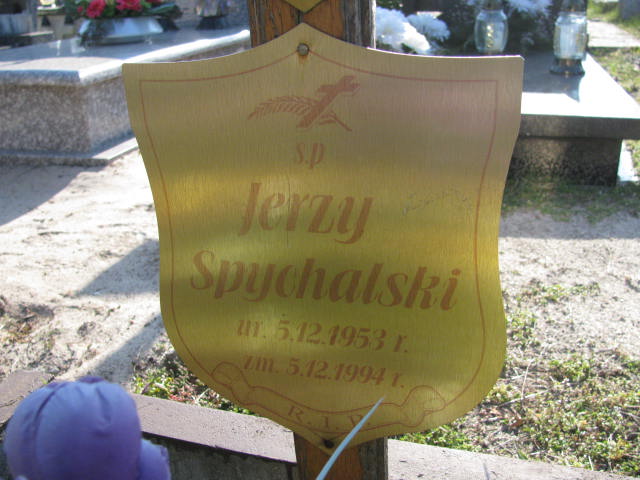 s.p
Jerzy
Spychalski
ur. 5.12.1953 r.
zm. 5.12.1994 r.
R.I.P.